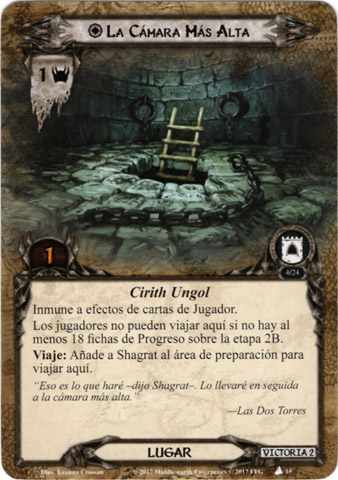 La Cámara Más Alta
1
1
4/24
Cirith Ungol
Inmune a efectos de cartas de Jugador.
Los jugadores no pueden viajar aquí si no hay al
menos 18 fichas de Progreso sobre la etapa 2B.
Viaje: Añade a Shagrat al área de preparación para
viajar aquí.
“Eso es lo que haré –dijo Shagrat–. Lo llevaré en seguida
a la cámara más alta.”
—Las Dos Torres
LUGAR
VICTORIA 2